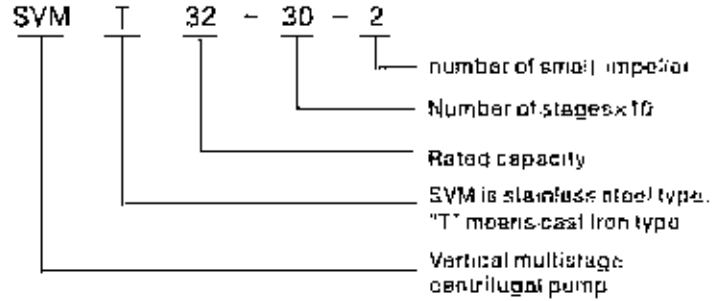 SVM T 32 - 30 - 2
number of small impeller
Number of stages x 10
Rated capacity
SVM is stainless steel type.
"T" means cast iron type
Vertical multistage
centrifugal pump